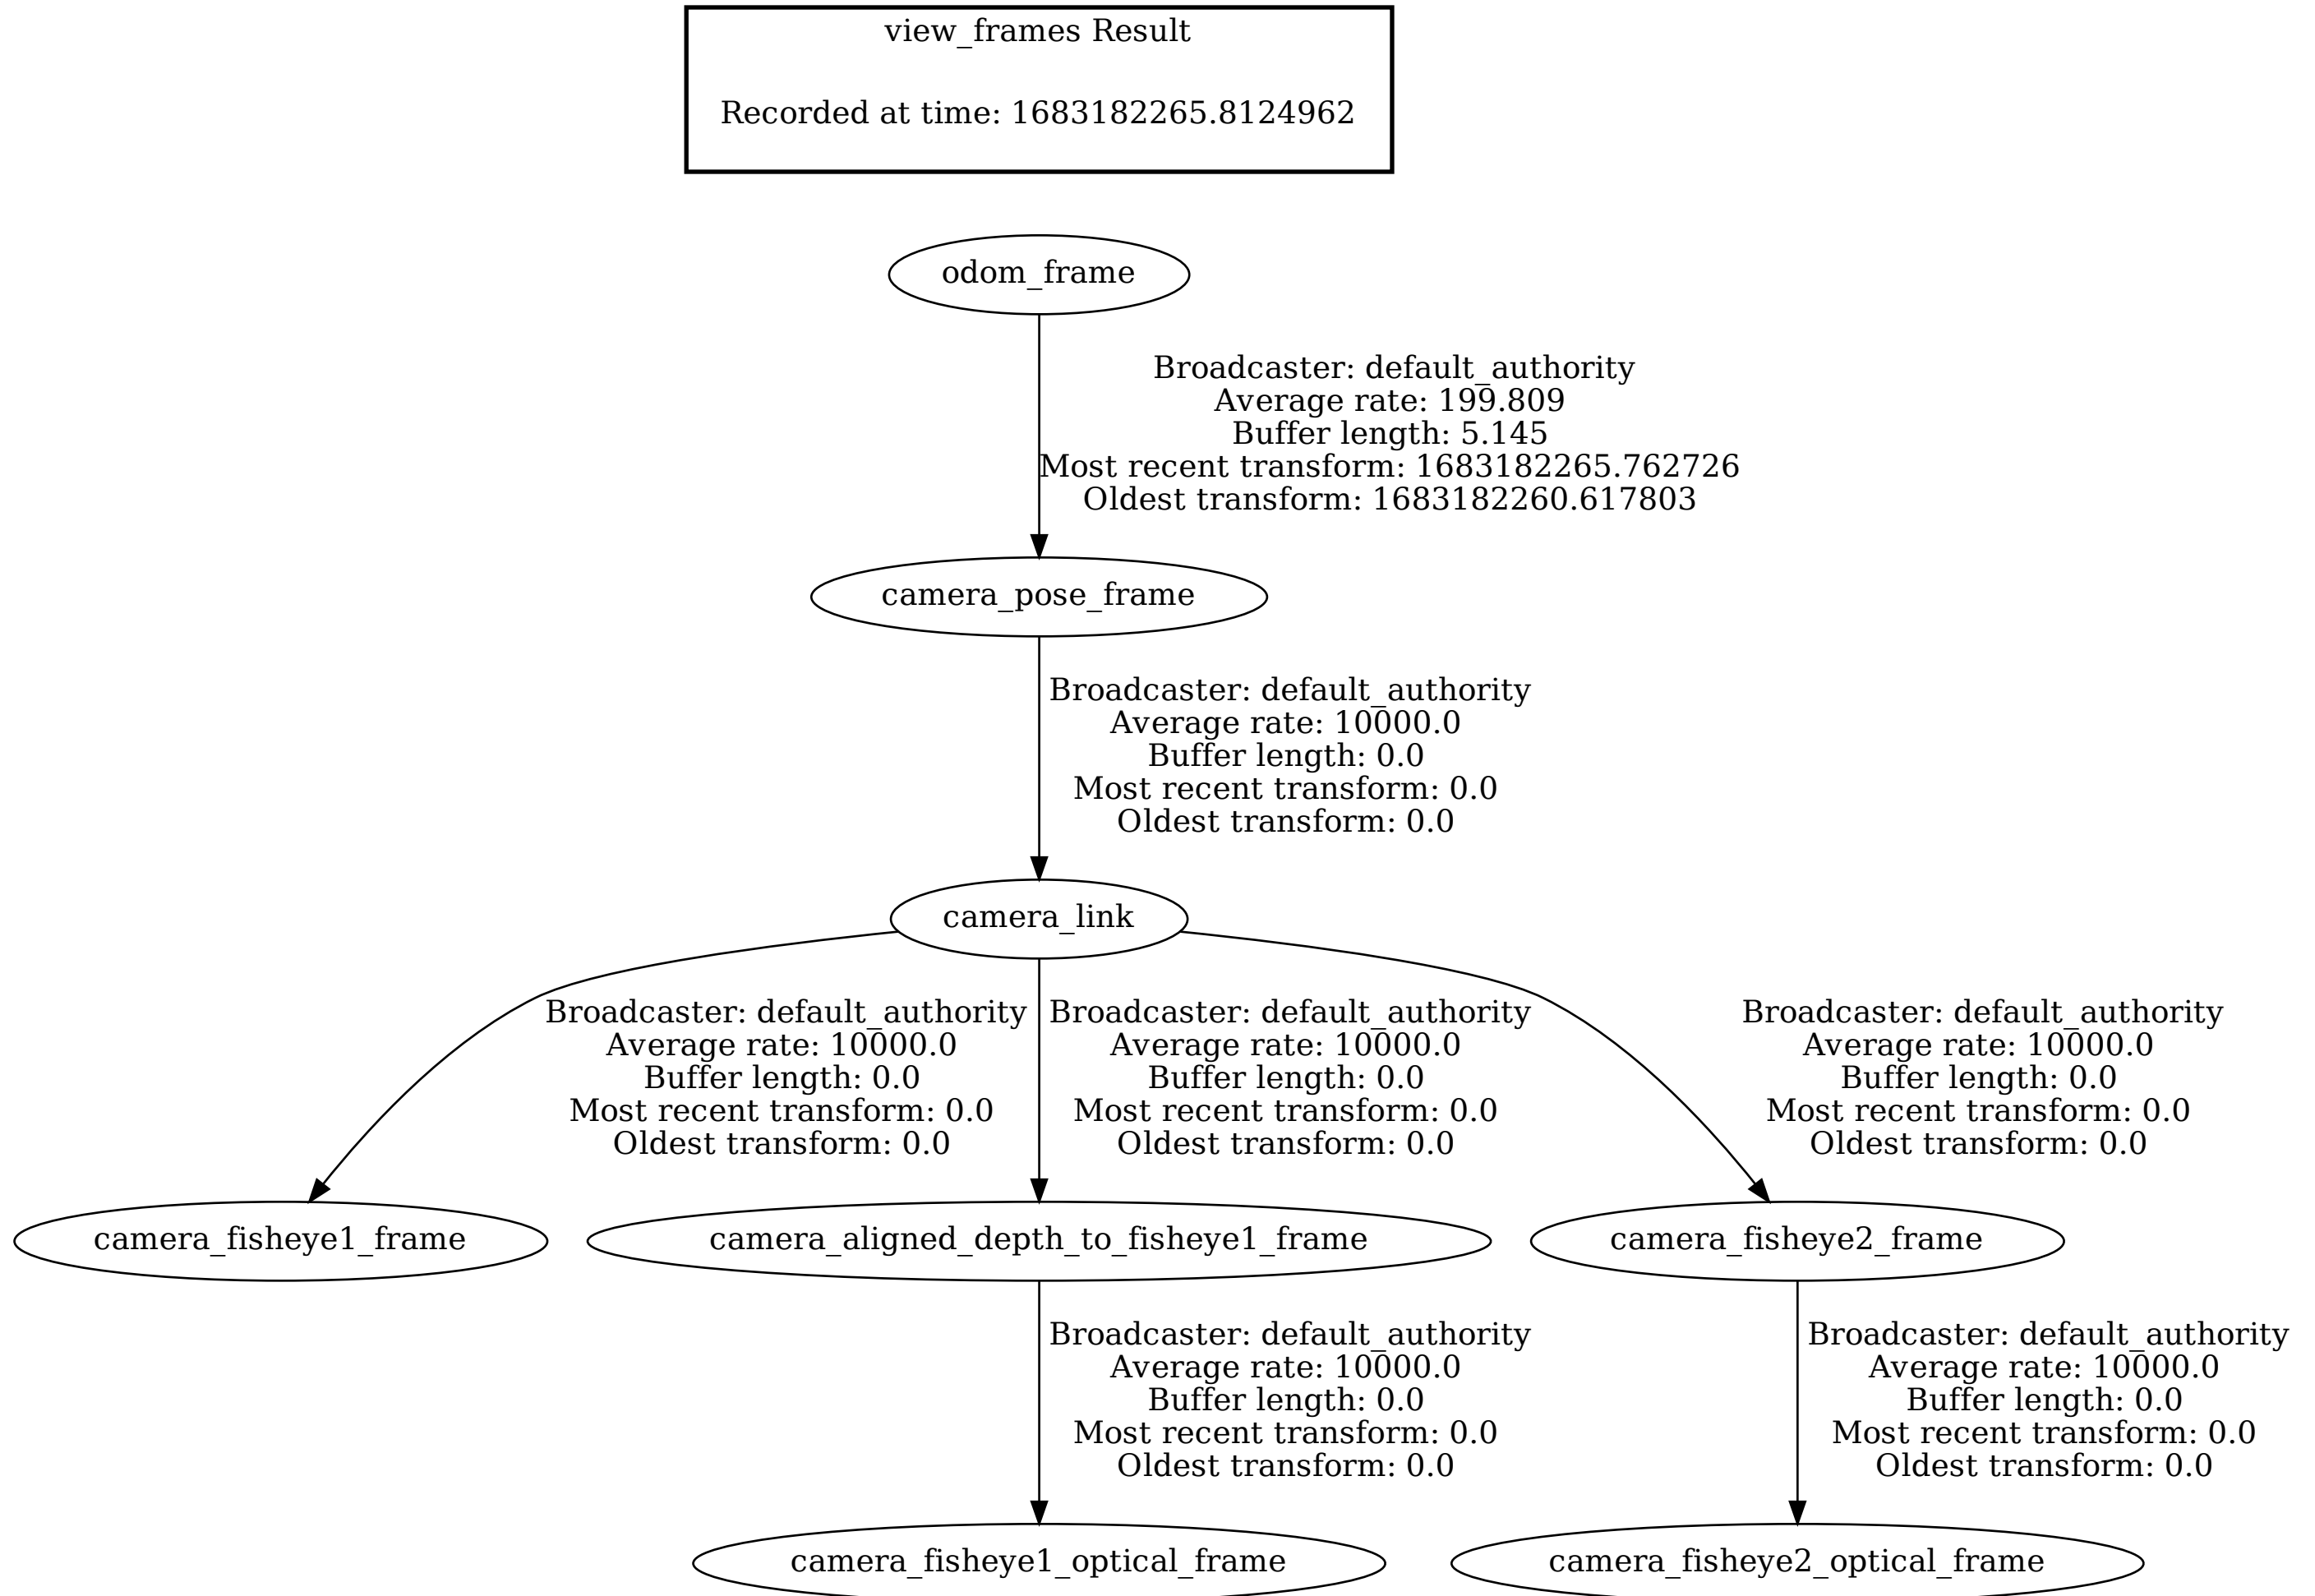 view_frames Result
Recorded at time: 1683182265.8124962
odom_frame
Broadcaster: default_authority
Average rate: 199.809
Buffer length: 5.145
Most recent transform: 1683182265.762726
Oldest transform: 1683182260.617803
camera_pose_frame
Broadcaster: default_authority
Average rate: 10000.0
Buffer length: 0.0
Most recent transform: 0.0
Oldest transform: 0.0
camera_link
Broadcaster: default_authority
Average rate: 10000.0
Buffer length: 0.0
Most recent transform: 0.0
Oldest transform: 0.0
Broadcaster: default_authority
Average rate: 10000.0
Buffer length: 0.0
Most recent transform: 0.0
Oldest transform: 0.0
Broadcaster: default_authority
Average rate: 10000.0
Buffer length: 0.0
Most recent transform: 0.0
Oldest transform: 0.0
camera_fisheye1_frame
camera_aligned_depth_to_fisheye1_frame
camera_fisheye2_frame
Broadcaster: default_authority
Average rate: 10000.0
Buffer length: 0.0
Most recent transform: 0.0
Oldest transform: 0.0
Broadcaster: default_authority
Average rate: 10000.0
Buffer length: 0.0
Most recent transform: 0.0
Oldest transform: 0.0
camera_fisheye1_optical_frame
camera_fisheye2_optical_frame